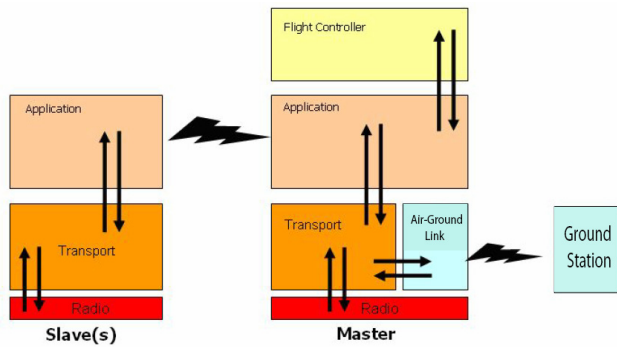 Flight Controller
Application
Application
Transport
Transport
Air-Ground
Link
Ground
Station
Radio
Radio
Slave(s)
Master